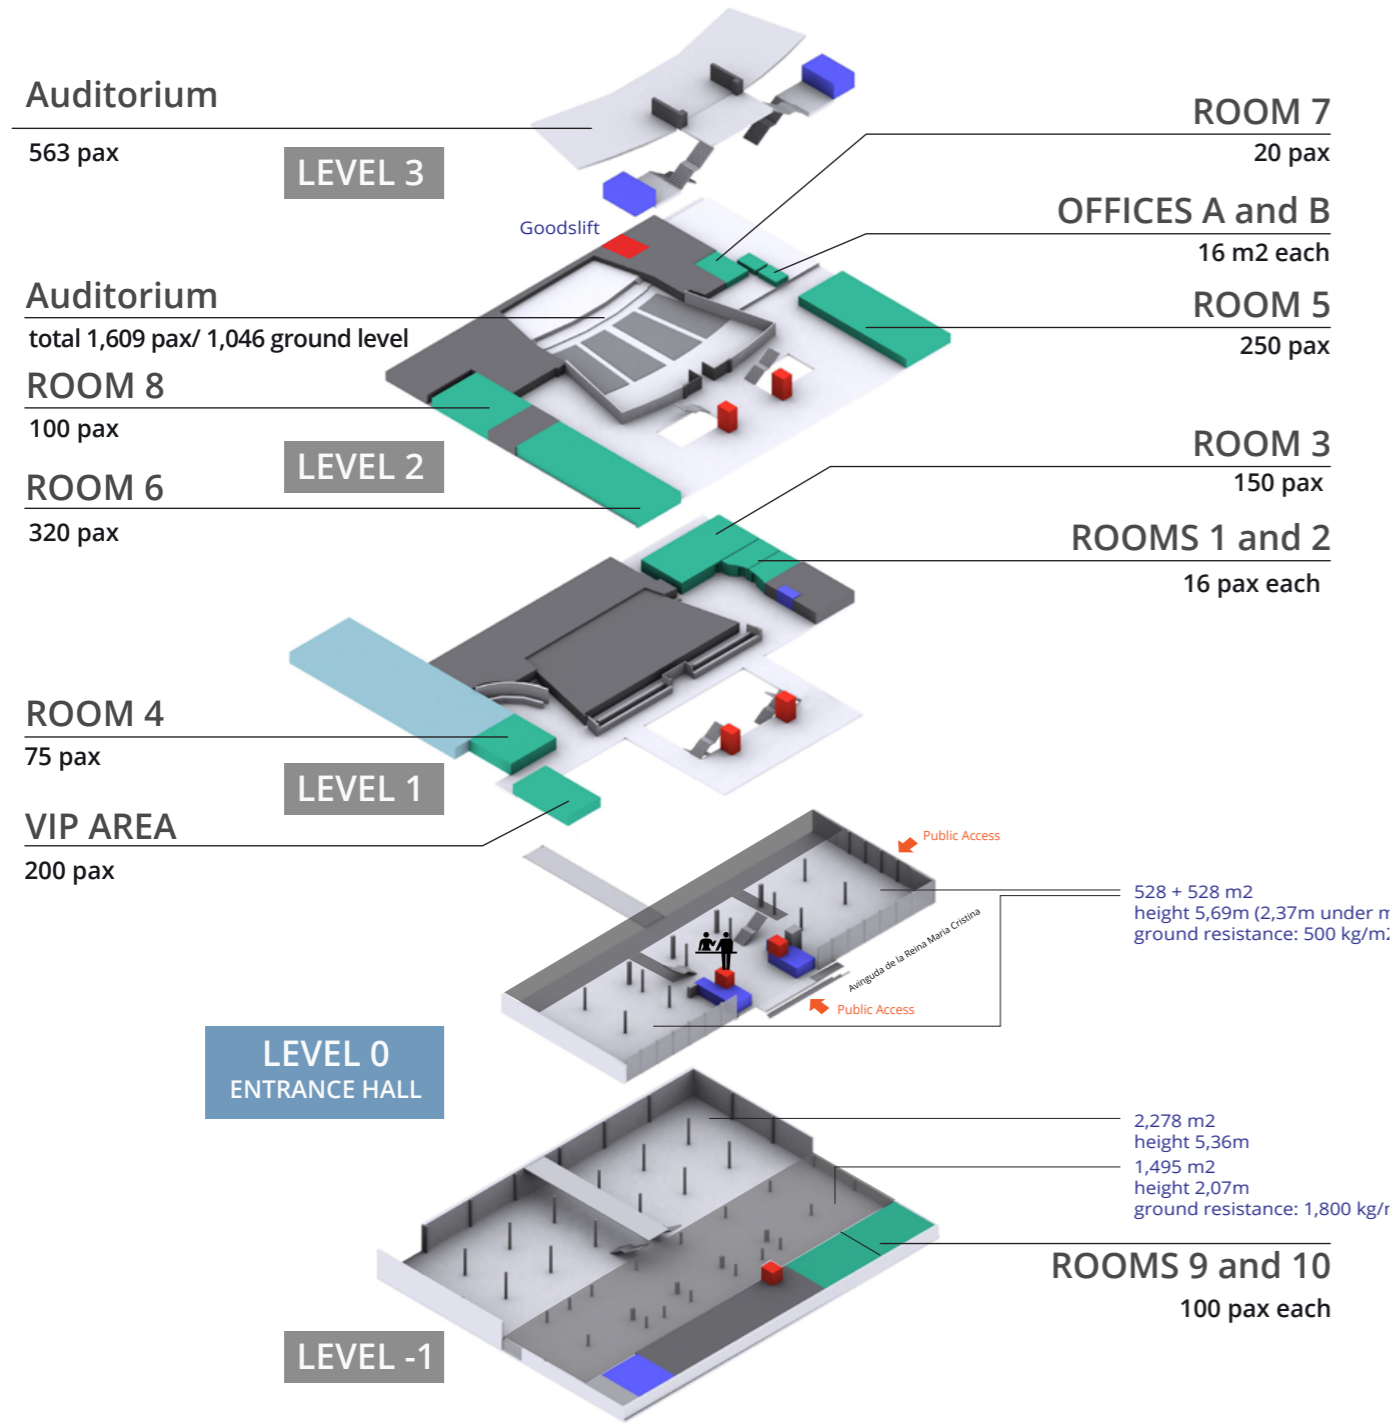 Auditorium
563 pax
LEVEL 3
ROOM 7
20 pax
OFFICES A and B
16 m2 each
Goodslift
Auditorium
total 1,609 pax/ 1,046 ground level
ROOM 5
250 pax
ROOM 8
100 pax
LEVEL 2
ROOM 6
320 pax
ROOM 3
150 pax
ROOMS 1 and 2
16 pax each
ROOM 4
75 pax
LEVEL 1
VIP AREA
200 pax
Public Access
528 + 528 m2
height 5,69m (2,37m under
ground resistance: 500 kg/m2
Avinguda de la Reina Maria Cristina
Public Access
LEVEL 0
ENTRANCE HALL
2,278 m2
height 5,36m
1,495 m2
height 2,07m
ground resistance: 1,800
ROOMS 9 and 10
100 pax each
LEVEL -1